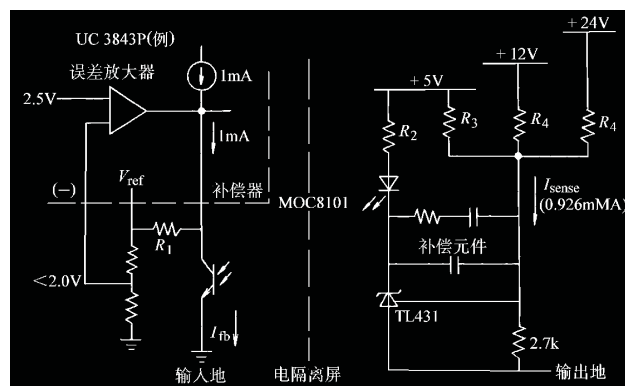 UC 3843P(例)
误差放大器
1mA
2.5V
1mA
(—)
Vref
补偿器
R1
<2.0V
Ifb
输入地
MOC8101
电隔离屏
+24V
+12V
+5V
R2
R3
R4
R4
Isense
(0.926mMA)
补偿元件
TL431
2.7k
输出地